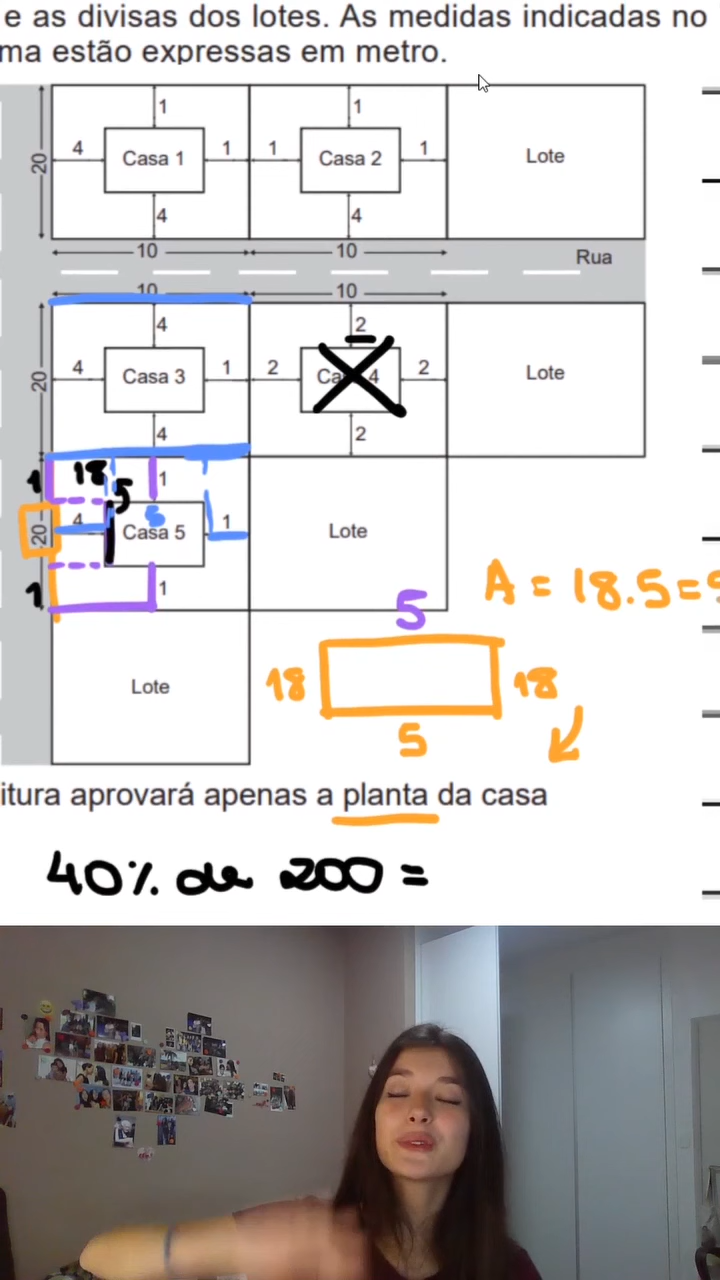 e as divisas dos lotes. As medidas indicadas no
ma estão expressas em metro.
1 1
20 4 Casa 1 1 1 Casa 2 1 Lote
4 4
10 10 Rua
10 10
4 2
20 4 Casa 3 1 2 Ca 4 2 Lote
4 2
1 18 5 1
20 4 5 Casa 5 1 Lote
1 1
A = 18.5=
5
Lote 18 18
5
itura aprovará apenas a planta da casa
40% de 200 =